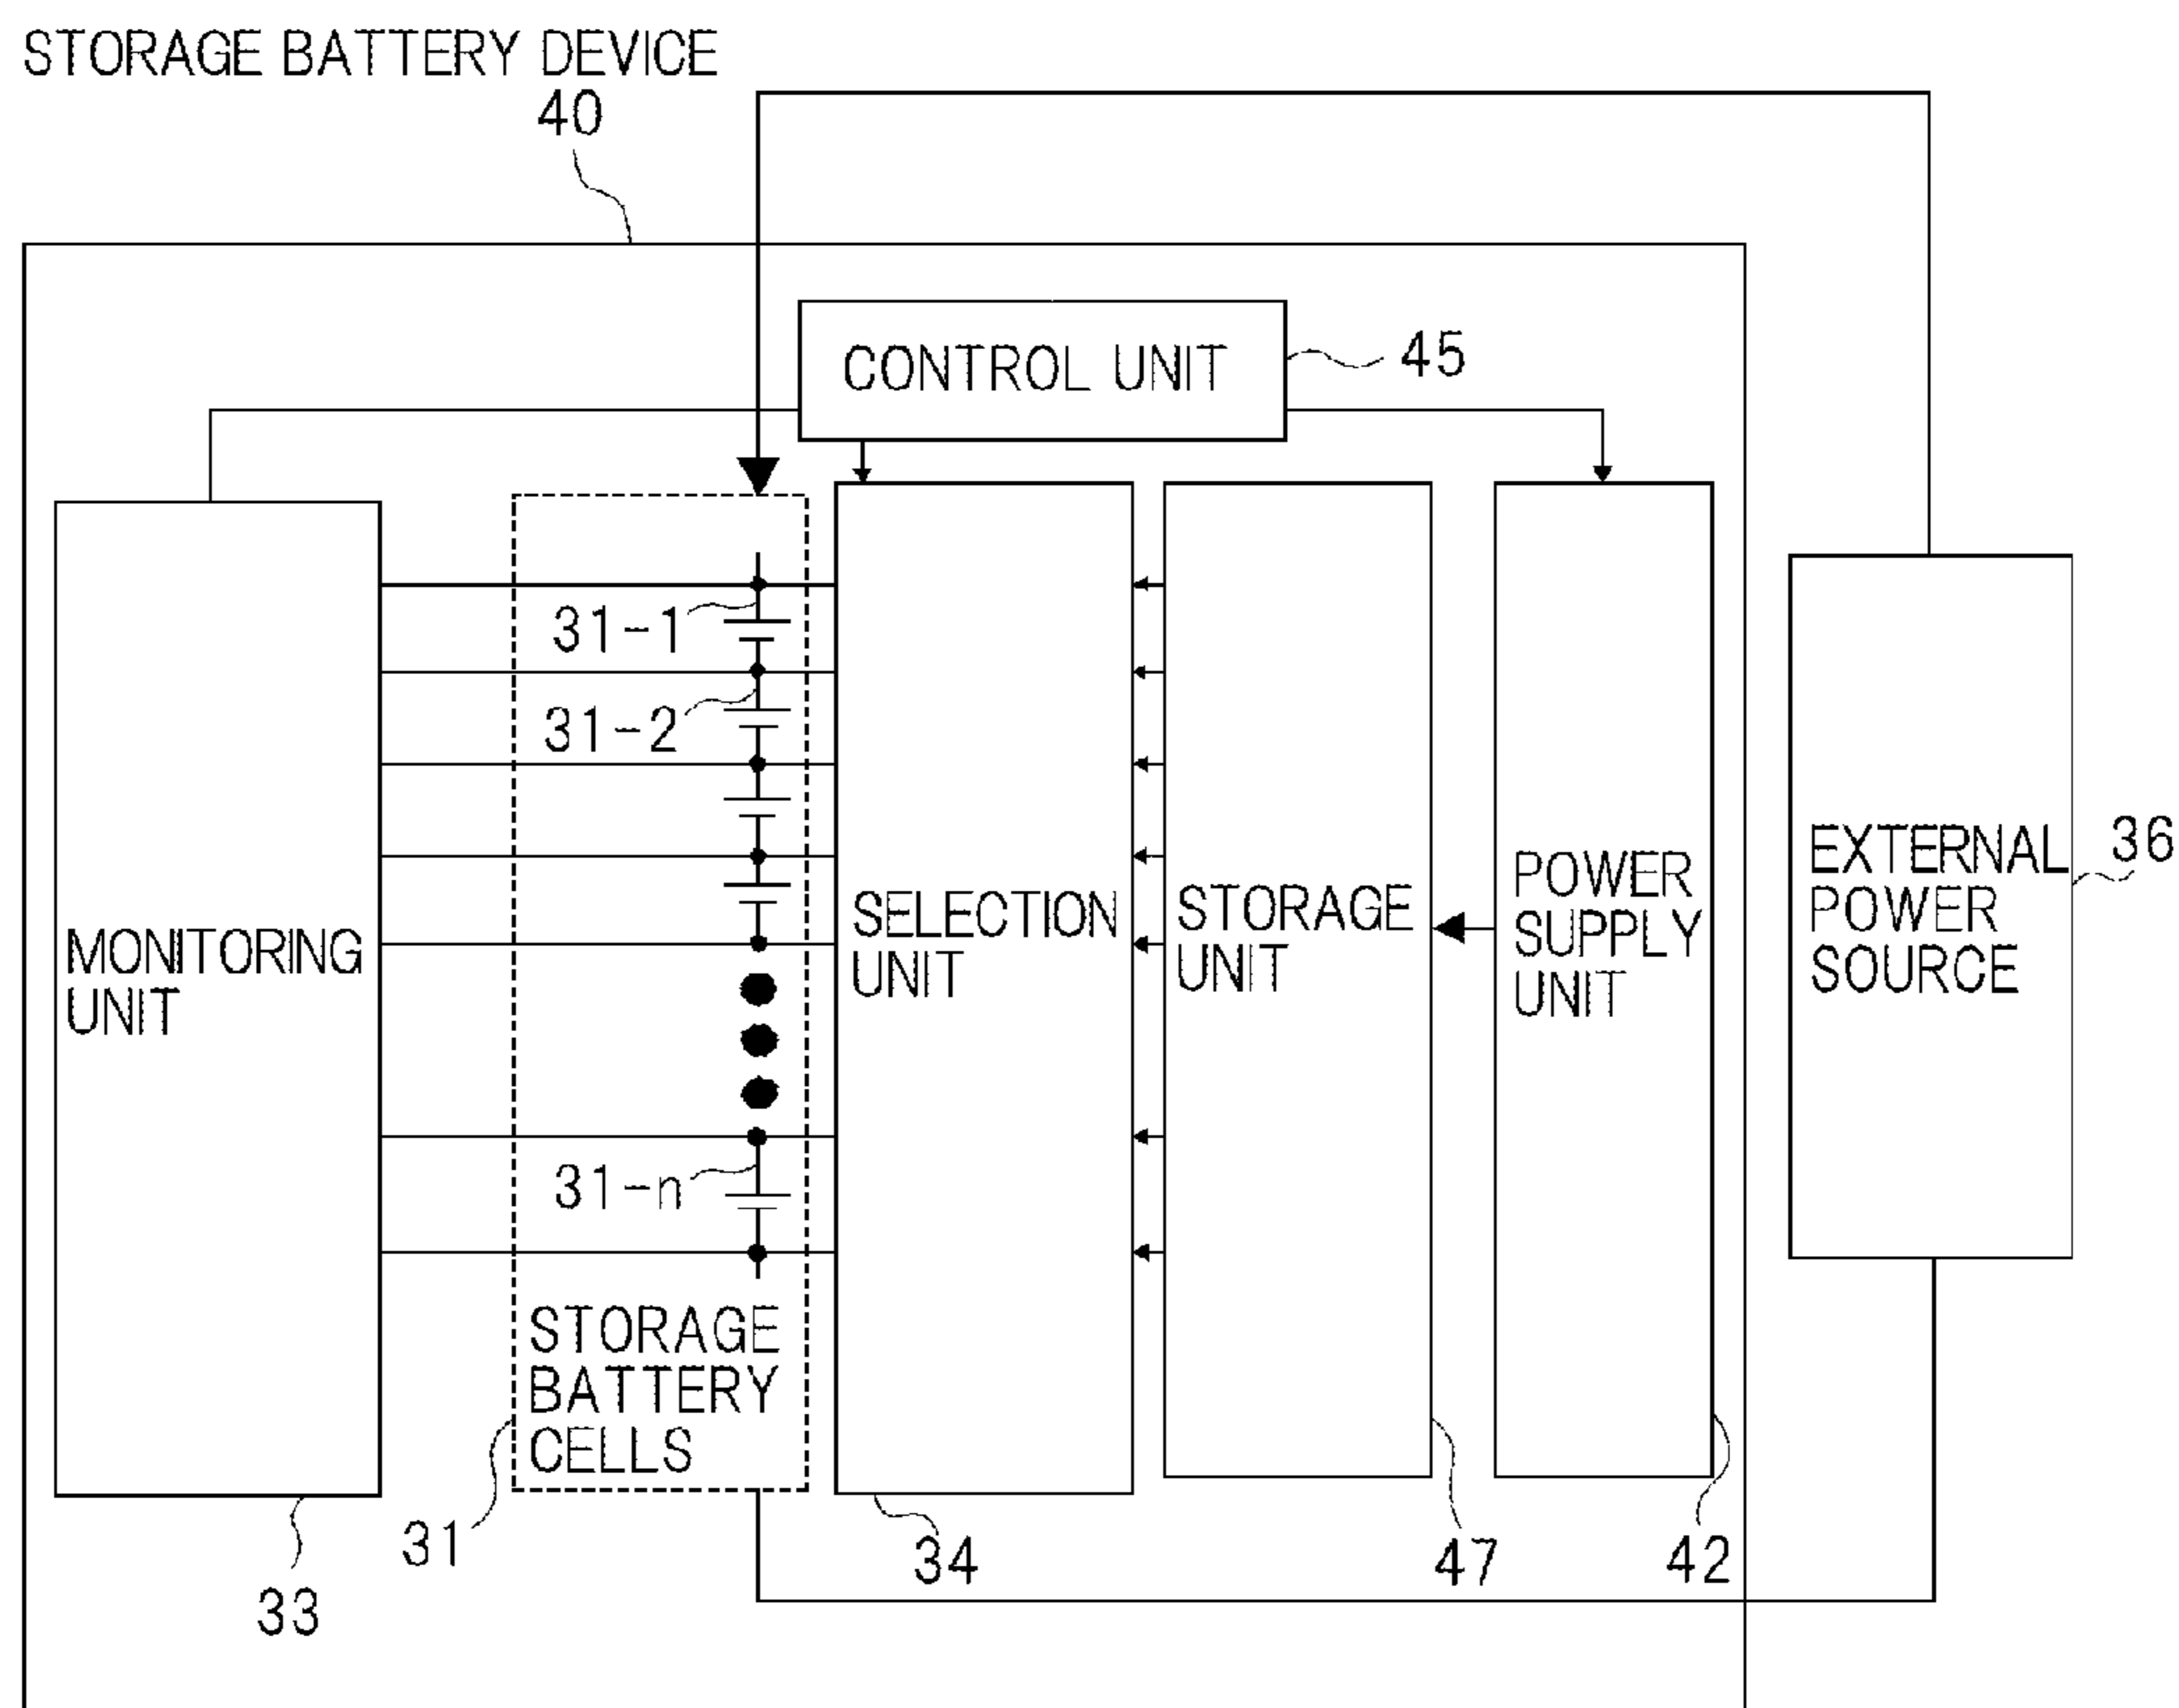 STORAGE BATTERY DEVICE
40
CONTROL UNIT
45
31-1
31-2
31-n
MONITORING
UNIT
STORAGE
BATTERY
CELLS
SELECTION
UNIT
STORAGE
UNIT
POWER
SUPPLY
UNIT
EXTERNAL
POWER
SOURCE
36
33
31
34
47
42